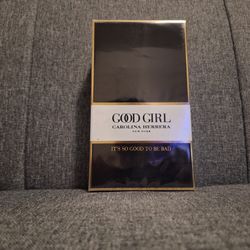 GOOD GIRL
CAROLINA HERRERA
NEW YORK
IT'S SO GOOD TO BE BAD